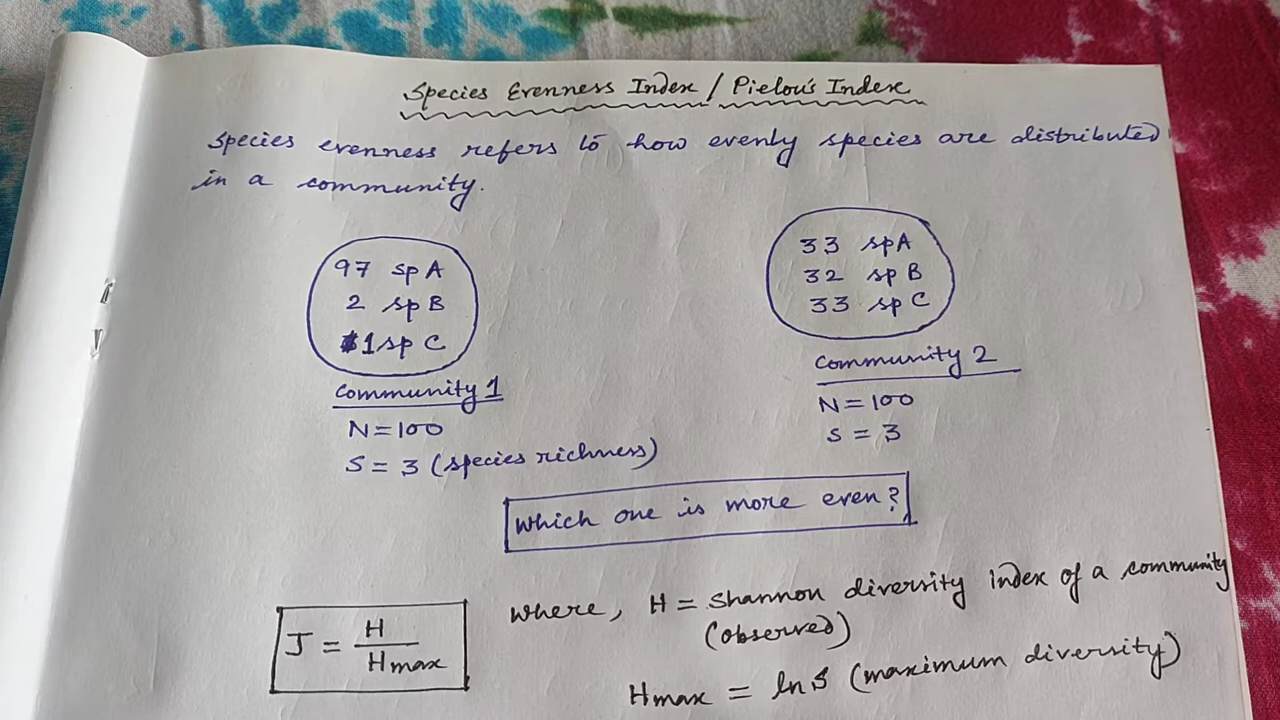 Species Evenness Index / Pielou's Index
Species evenness refers to how evenly species are distributed
in a community.
97 sp A
2 sp B
1 sp C
Community 1
N = 100
S = 3 (species richness)
33 sp A
32 sp B
33 sp C
Community 2
N = 100
S = 3
Which one is more even?
J = H / Hmax
where, H = Shannon diversity index of a community
(observed)
Hmax = ln S (maximum diversity)